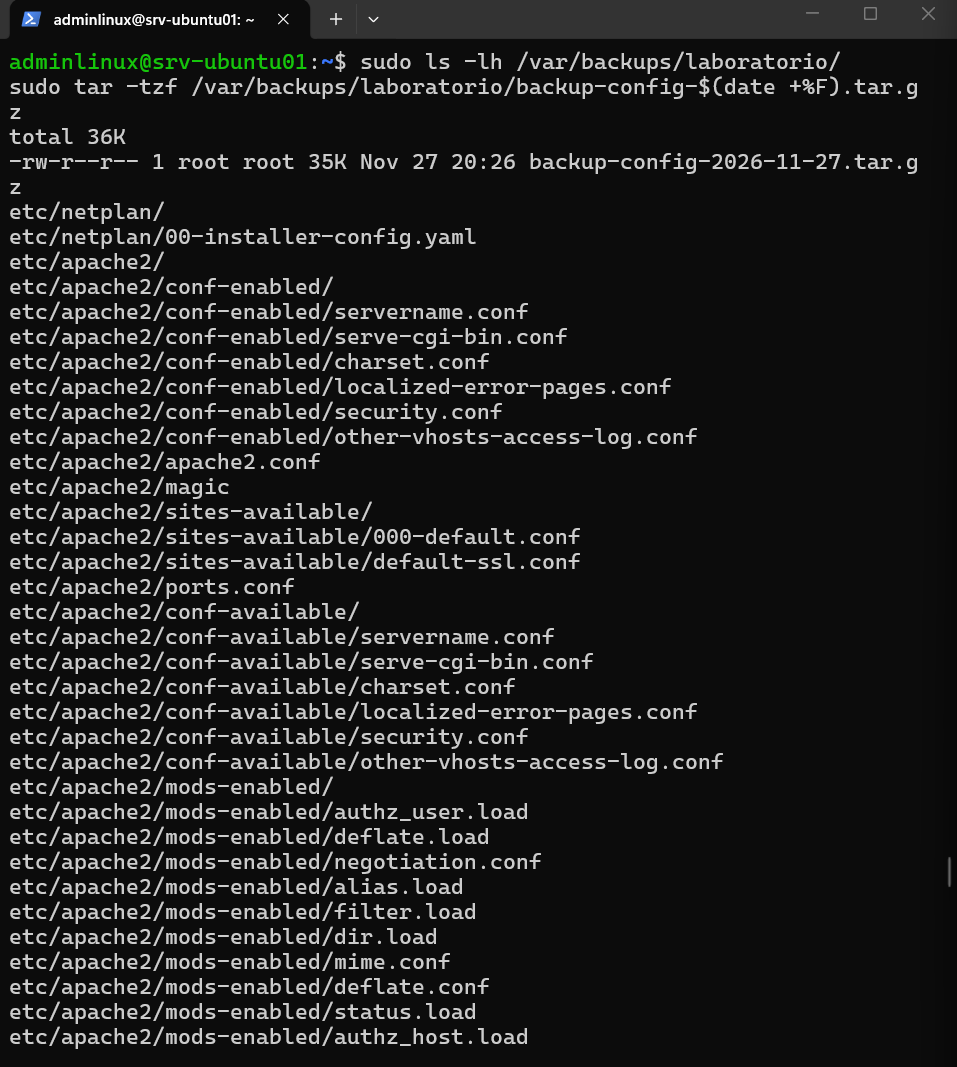 adminlinux@srv-ubuntu01: ~
adminlinux@srv-ubuntu01:~$ sudo ls -lh /var/backups/laboratorio/
sudo tar -tzf /var/backups/laboratorio/backup-config-$(date +%F).tar.g
z
total 36K
-rw-r--r-- 1 root root 35K Nov 27 20:26 backup-config-2026-11-27.tar.g
z
etc/netplan/
etc/netplan/00-installer-config.yaml
etc/apache2/
etc/apache2/conf-enabled/
etc/apache2/conf-enabled/servername.conf
etc/apache2/conf-enabled/serve-cgi-bin.conf
etc/apache2/conf-enabled/charset.conf
etc/apache2/conf-enabled/localized-error-pages.conf
etc/apache2/conf-enabled/security.conf
etc/apache2/conf-enabled/other-vhosts-access-log.conf
etc/apache2/apache2.conf
etc/apache2/magic
etc/apache2/sites-available/
etc/apache2/sites-available/000-default.conf
etc/apache2/sites-available/default-ssl.conf
etc/apache2/ports.conf
etc/apache2/conf-available/
etc/apache2/conf-available/servername.conf
etc/apache2/conf-available/serve-cgi-bin.conf
etc/apache2/conf-available/charset.conf
etc/apache2/conf-available/localized-error-pages.conf
etc/apache2/conf-available/security.conf
etc/apache2/conf-available/other-vhosts-access-log.conf
etc/apache2/mods-enabled/
etc/apache2/mods-enabled/authz_user.load
etc/apache2/mods-enabled/deflate.load
etc/apache2/mods-enabled/negotiation.conf
etc/apache2/mods-enabled/alias.load
etc/apache2/mods-enabled/filter.load
etc/apache2/mods-enabled/dir.load
etc/apache2/mods-enabled/mime.conf
etc/apache2/mods-enabled/deflate.conf
etc/apache2/mods-enabled/status.load
etc/apache2/mods-enabled/authz_host.load